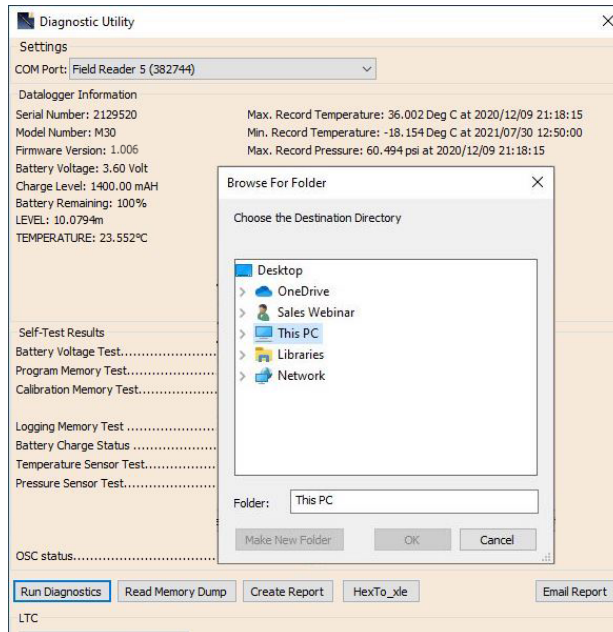 Diagnostic Utility
Settings
COM Port: Field Reader 5 (382744)
Datalogger Information
Serial Number: 2129520
Max. Record Temperature: 36.002 Deg C at 2020/12/09 21:18:15
Model Number: M30
Min. Record Temperature: -18.154 Deg C at 2021/07/30 12:50:00
Firmware Version: 1.006
Max. Record Pressure: 60.494 psi at 2020/12/09 21:18:15
Battery Voltage: 3.60 Volt
Charge Level: 1400.00 mAH
Battery Remaining: 100%
LEVEL: 10.0794m
TEMPERATURE: 23.552°C
Browse For Folder
Choose the Destination Directory
Desktop
OneDrive
Sales Webinar
This PC
Libraries
Network
Folder: This PC
Make New Folder
OK
Cancel
Self-Test Results
Battery Voltage Test......................
Program Memory Test....................
Calibration Memory Test..................
Logging Memory Test ....................
Battery Charge Status ...................
Temperature Sensor Test................
Pressure Sensor Test.....................
OSC status.................................
Run Diagnostics
Read Memory Dump
Create Report
HexTo_xle
Email Report
LTC